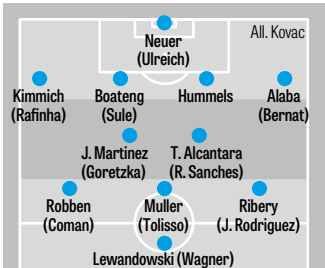 All. Kovac
Neuer
(Ulreich)
Kimmich
(Rafinha)
Boateng
(Sule)
Hummels
Alaba
(Bernat)
J. Martinez
(Goretzka)
T. Alcantara
(R. Sanches)
Robben
(Coman)
Muller
(Tolisso)
Ribery
(J. Rodriguez)
Lewandowski (Wagner)